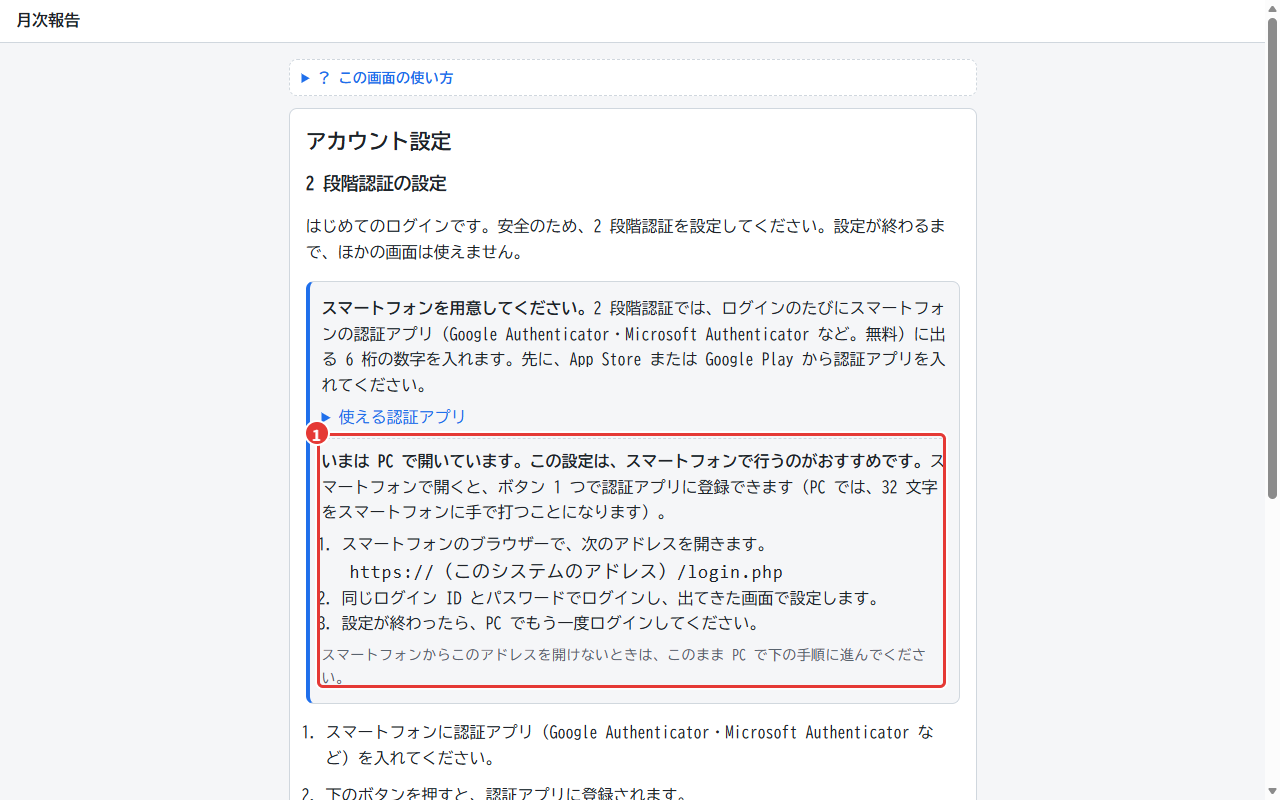 月次報告
▶ ? この画面の使い方
アカウント設定
2 段階認証の設定
はじめてのログインです。安全のため、2 段階認証を設定してください。設定が終わるま
で、ほかの画面は使えません。
スマートフォンを用意してください。2 段階認証では、ログインのたびにスマートフォ
ンの認証アプリ（Google Authenticator・Microsoft Authenticator など。無料）に出
る 6 桁の数字を入れます。先に、App Store または Google Play から認証アプリを入
れてください。
▶ 使える認証アプリ
1
いまは PC で開いています。この設定は、スマートフォンで行うのがおすすめです。ス
マートフォンで開くと、ボタン 1 つで認証アプリに登録できます（PC では、32 文字
をスマートフォンに手で打つことになります）。
1. スマートフォンのブラウザーで、次のアドレスを開きます。
https://（このシステムのアドレス）/login.php
2. 同じログイン ID とパスワードでログインし、出てきた画面で設定します。
3. 設定が終わったら、PC でもう一度ログインしてください。
スマートフォンからこのアドレスを開けないときは、このまま PC で下の手順に進んでくださ
い。
1. スマートフォンに認証アプリ（Google Authenticator・Microsoft Authenticator な
ど）を入れてください。
2. 下のボタンを押すと、認証アプリに登録されます。